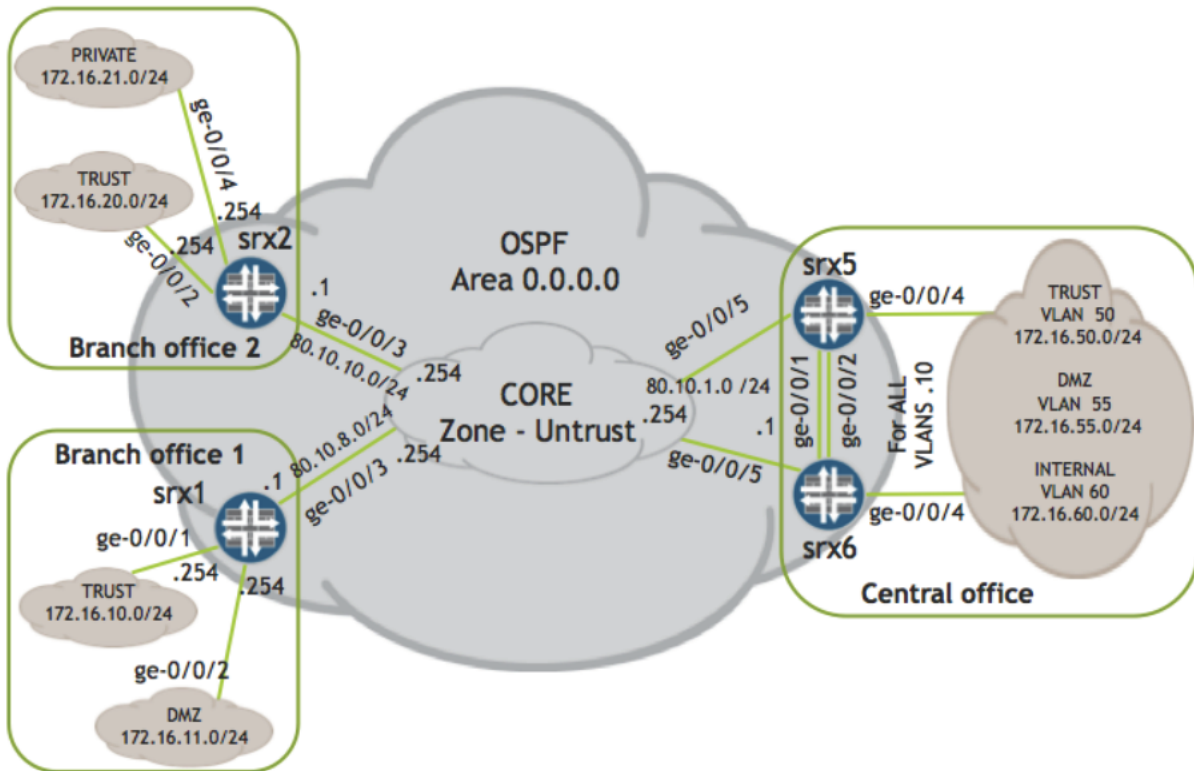 PRIVATE
172.16.21.0/24
ge-0/0/4
.254
TRUST
172.16.20.0/24
.254
ge-0/0/2
srx2
.1
ge-0/0/3
80.10.10.0/24
.254
Branch office 2
OSPF
Area 0.0.0.0
CORE
Zone - Untrust
Branch office 1
srx1
.1
80.10.8.0/24
.254
ge-0/0/3
ge-0/0/1
.254
.254
TRUST
172.16.10.0/24
ge-0/0/2
DMZ
172.16.11.0/24
srx5
ge-0/0/5
80.10.1.0 /24
.254
.1
ge-0/0/5
ge-0/0/1
ge-0/0/2
For ALL
VLANS .10
ge-0/0/4
ge-0/0/4
srx6
TRUST
VLAN 50
172.16.50.0/24
DMZ
VLAN 55
172.16.55.0/24
INTERNAL
VLAN 60
172.16.60.0/24
Central office